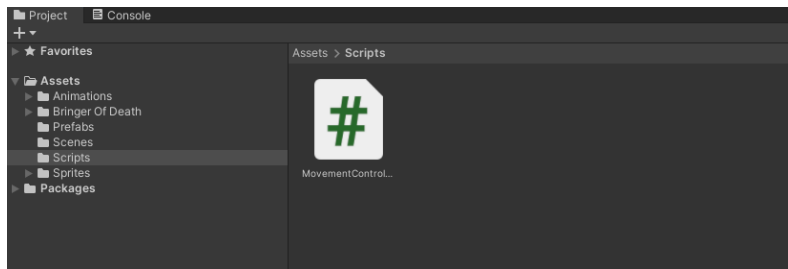 Project Console
Favorites
Assets > Scripts
Assets
Animations
Bringer Of Death
Prefabs
Scenes
Scripts
Sprites
Packages
#
MovementControl...